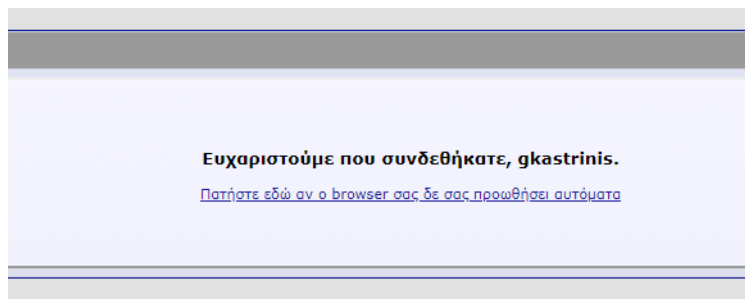 Ευχαριστούμε που συνδεθήκατε, gkastrinis.
Πατήστε εδώ αν ο browser σας δε σας προωθήσει αυτόματα